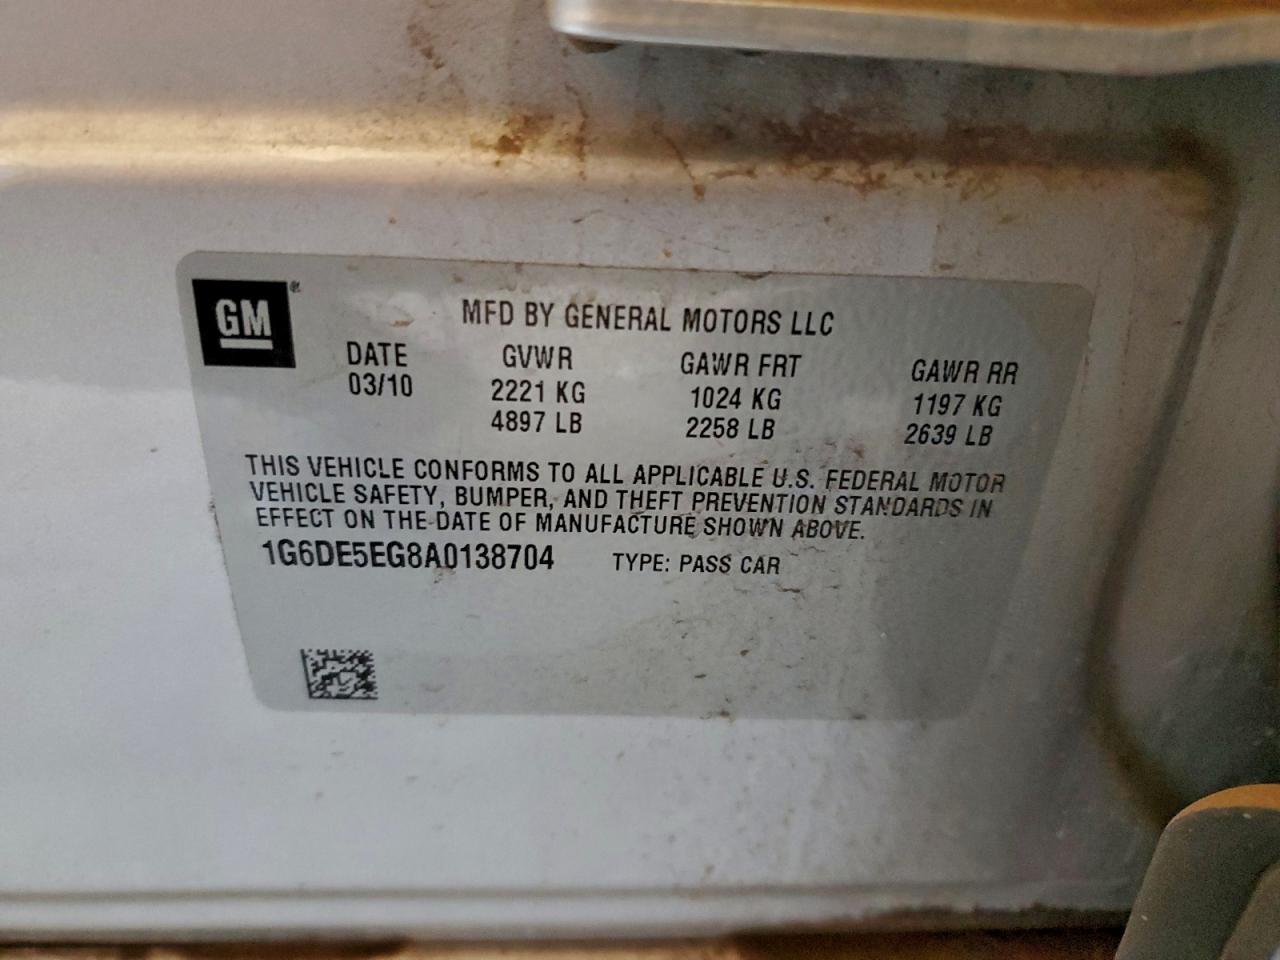 GM®
MFD BY GENERAL MOTORS LLC
DATE GVWR GAWR FRT GAWR RR
03/10 2221 KG 1024 KG 1197 KG
4897 LB 2258 LB 2639 LB
THIS VEHICLE CONFORMS TO ALL APPLICABLE U.S. FEDERAL MOTOR
VEHICLE SAFETY, BUMPER, AND THEFT PREVENTION STANDARDS IN
EFFECT ON THE DATE OF MANUFACTURE SHOWN ABOVE.
1G6DE5EG8A0138704 TYPE: PASS CAR